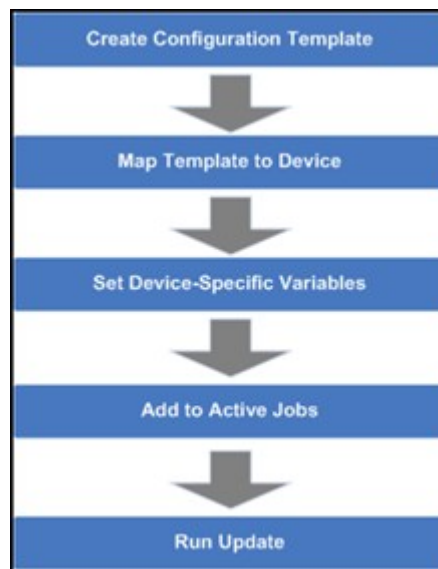 Create Configuration Template
Map Template to Device
Set Device-Specific Variables
Add to Active Jobs
Run Update